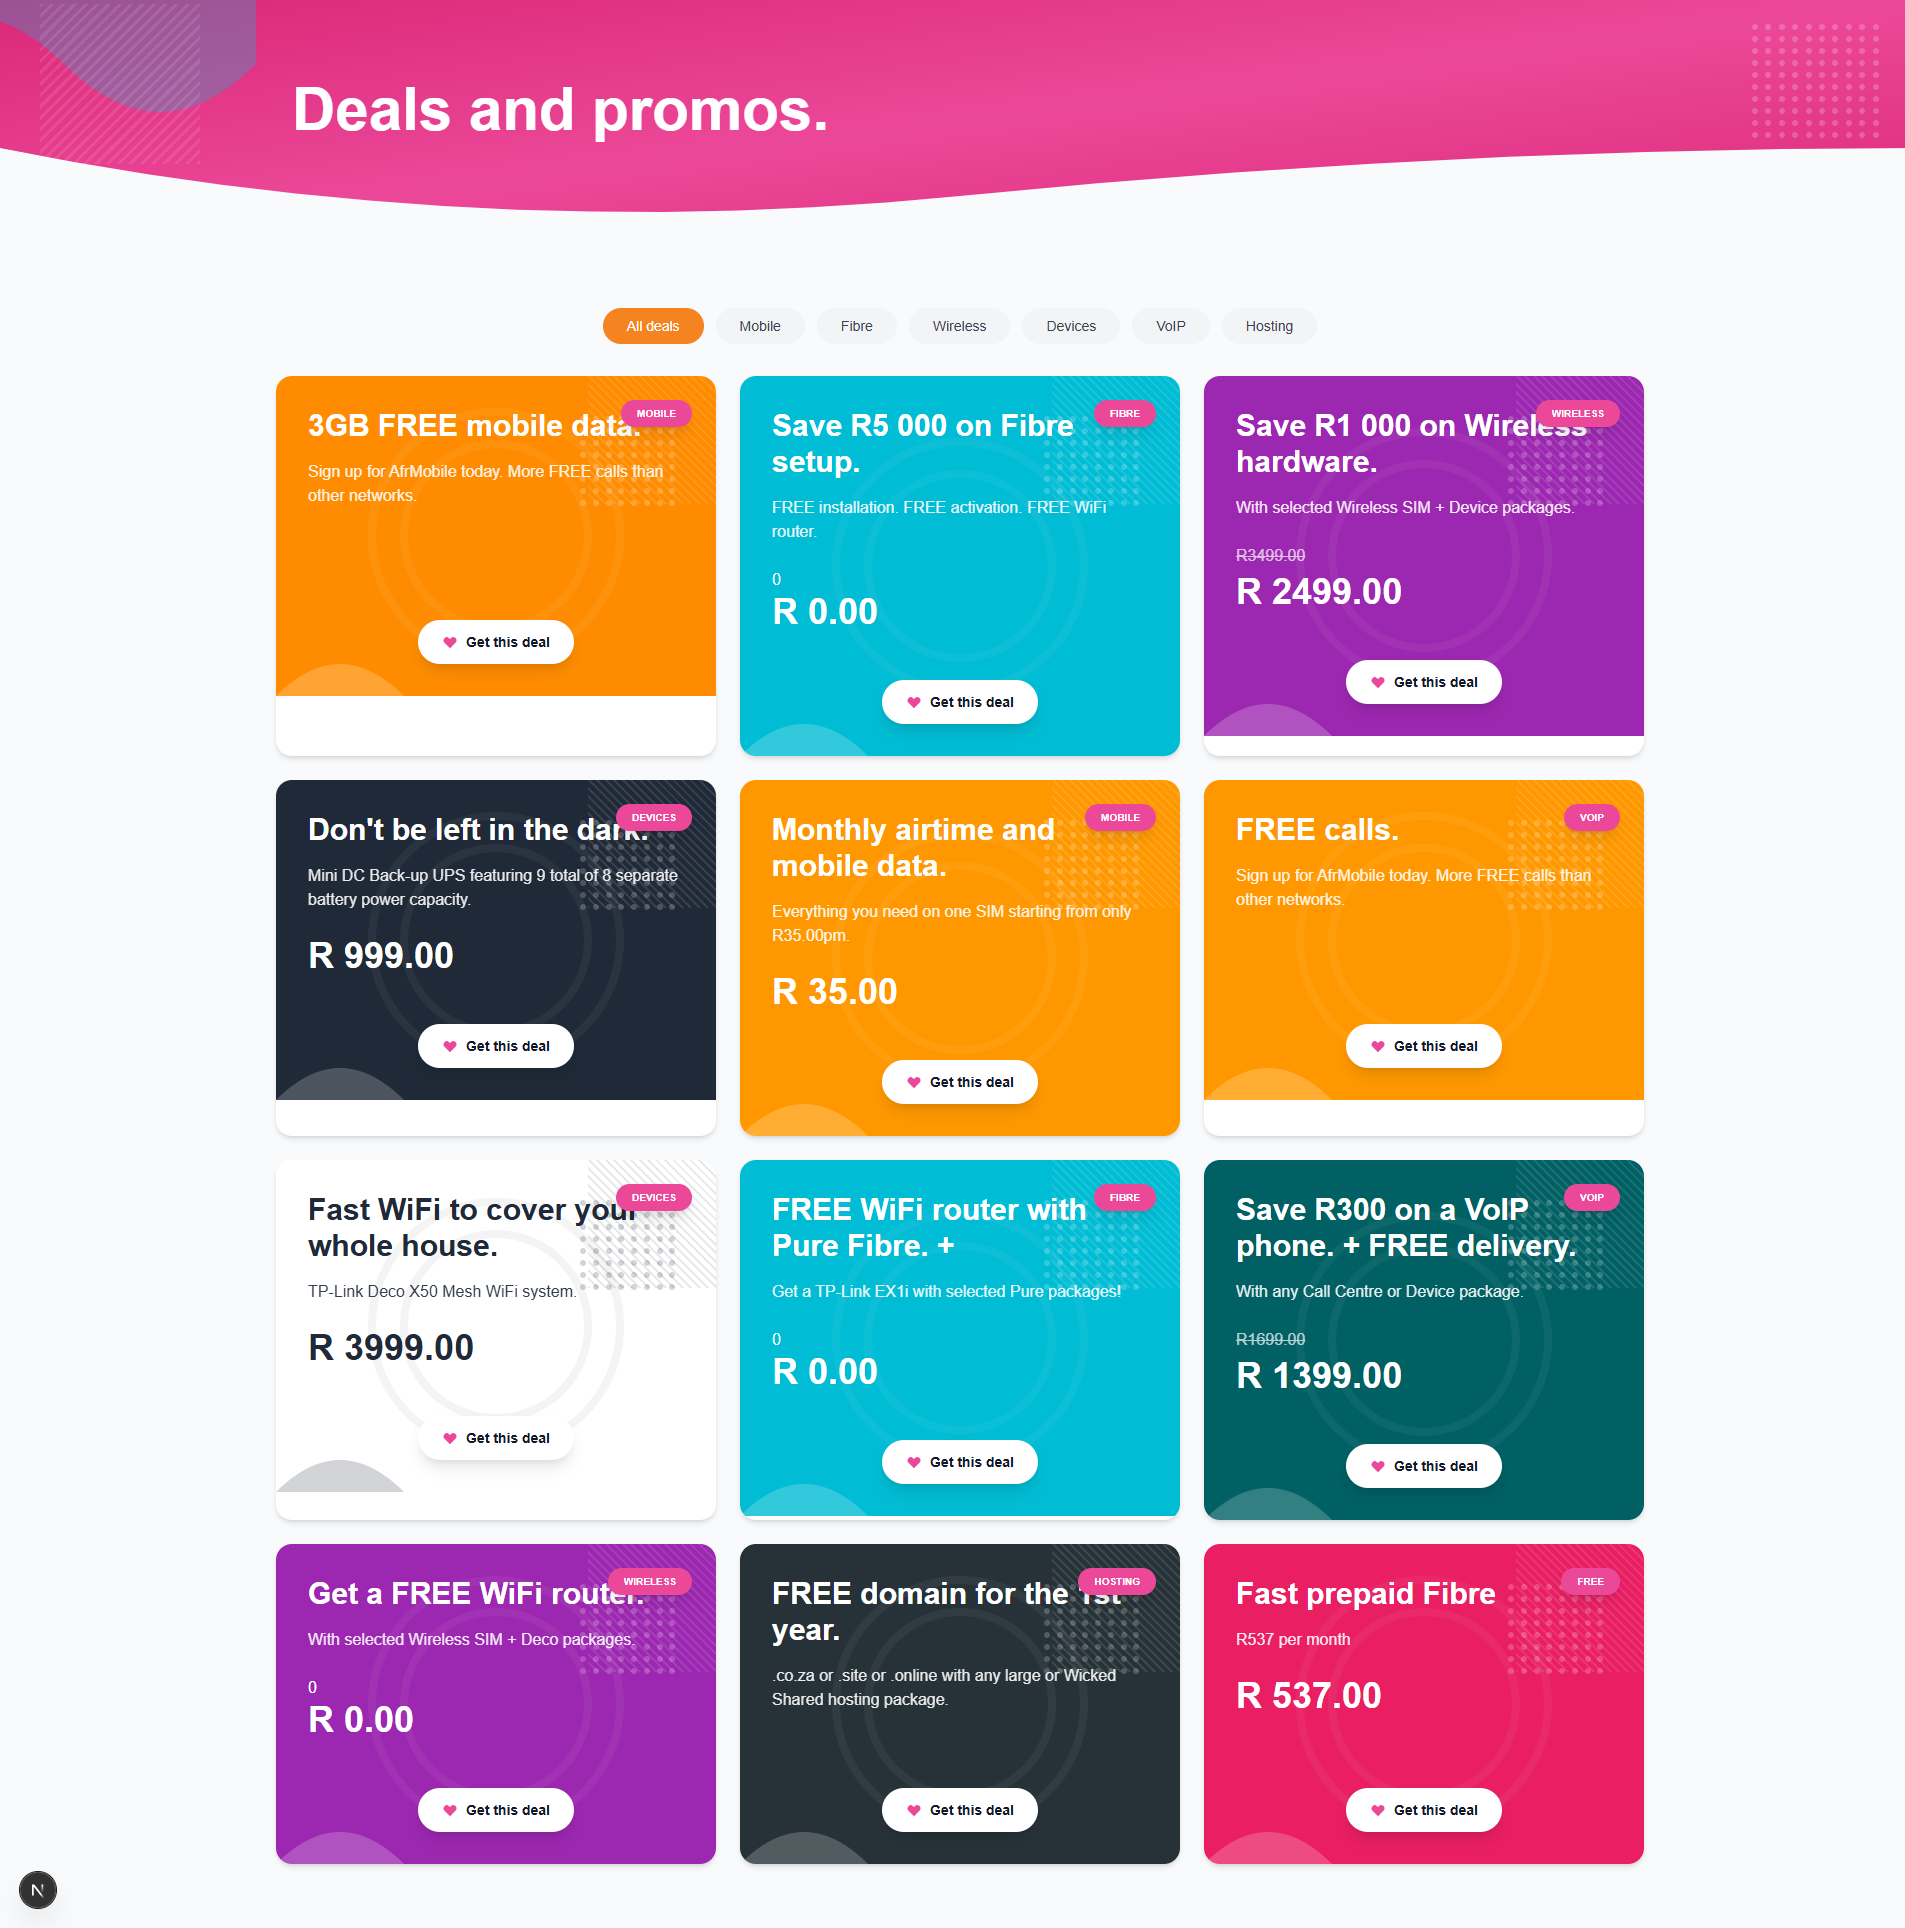 Deals and promos.
All deals
Mobile
Fibre
Wireless
Devices
VoIP
Hosting
MOBILE
3GB FREE mobile data.
Sign up for AfrMobile today. More FREE calls than
other networks.
Get this deal
FIBRE
Save R5 000 on Fibre
setup.
FREE installation. FREE activation. FREE WiFi
router.
0
R 0.00
Get this deal
WIRELESS
Save R1 000 on Wireless
hardware.
With selected Wireless SIM + Device packages.
R3499.00
R 2499.00
Get this deal
DEVICES
Don't be left in the dark.
Mini DC Back-up UPS featuring 9 total of 8 separate
battery power capacity.
R 999.00
Get this deal
MOBILE
Monthly airtime and
mobile data.
Everything you need on one SIM starting from only
R35.00pm.
R 35.00
Get this deal
VOIP
FREE calls.
Sign up for AfrMobile today. More FREE calls than
other networks.
Get this deal
DEVICES
Fast WiFi to cover your
whole house.
TP-Link Deco X50 Mesh WiFi system.
R 3999.00
Get this deal
FIBRE
FREE WiFi router with
Pure Fibre. +
Get a TP-Link EX1i with selected Pure packages!
0
R 0.00
Get this deal
VOIP
Save R300 on a VoIP
phone. + FREE delivery.
With any Call Centre or Device package.
R1699.00
R 1399.00
Get this deal
WIRELESS
Get a FREE WiFi router.
With selected Wireless SIM + Deco packages.
0
R 0.00
Get this deal
HOSTING
FREE domain for the 1st
year.
.co.za or .site or .online with any large or Wicked
Shared hosting package.
Get this deal
FREE
Fast prepaid Fibre
R537 per month
R 537.00
Get this deal
N